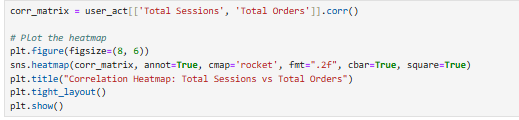 corr_matrix = user_act[['Total Sessions', 'Total Orders']].corr()
# Plot the heatmap
plt.figure(figsize=(8, 6))
sns.heatmap(corr_matrix, annot=True, cmap='rocket', fmt=".2f", cbar=True, square=True)
plt.title("Correlation Heatmap: Total Sessions vs Total Orders")
plt.tight_layout()
plt.show()